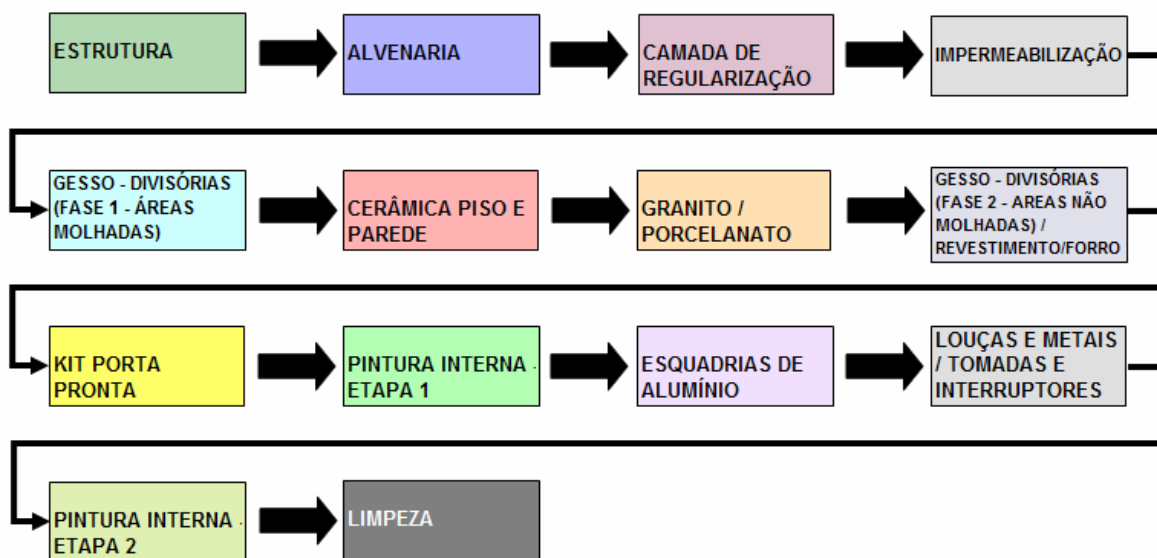 ESTRUTURA
ALVENARIA
CAMADA DE
REGULARIZAÇÃO
IMPERMEABILIZAÇÃO
GESSO - DIVISÓRIAS
(FASE 1 - ÁREAS
MOLHADAS)
CERÂMICA PISO E
PAREDE
GRANITO /
PORCELANATO
GESSO - DIVISÓRIAS
(FASE 2 - AREAS NÃO
MOLHADAS) /
REVESTIMENTO/FORRO
KIT PORTA
PRONTA
PINTURA INTERNA -
ETAPA 1
ESQUADRIAS DE
ALUMÍNIO
LOUÇAS E METAIS
/ TOMADAS E
INTERRUPTORES
PINTURA INTERNA -
ETAPA 2
LIMPEZA